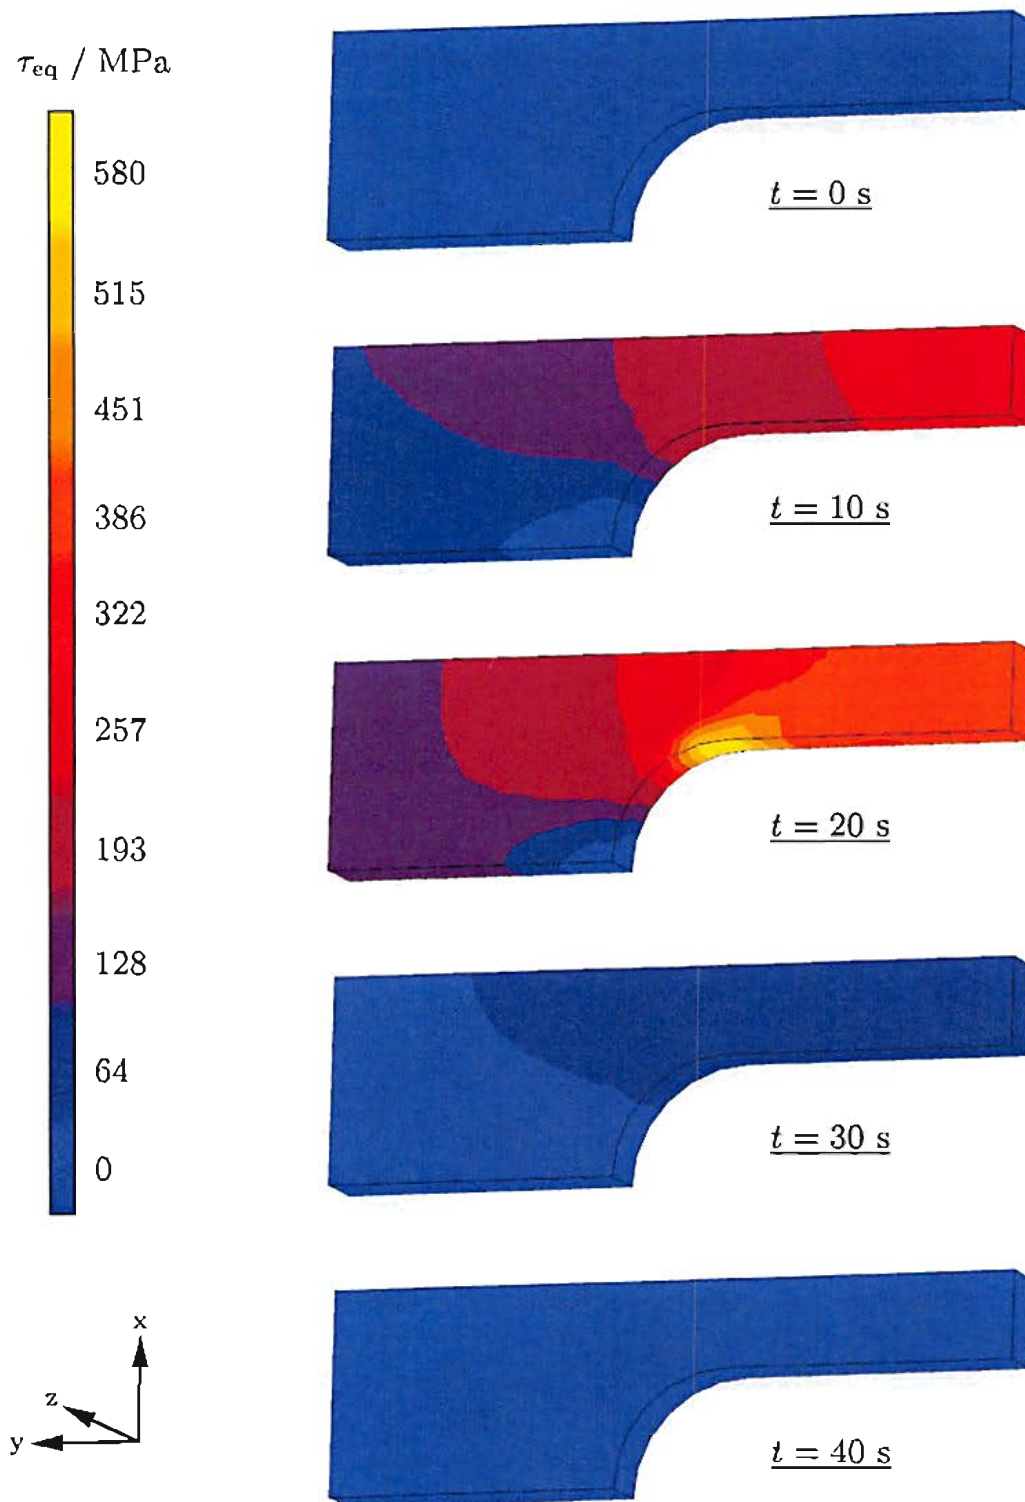 τeq / MPa
580
515
451
386
322
257
193
128
64
0
t = 0 s
t = 10 s
t = 20 s
t = 30 s
t = 40 s
x
z
y